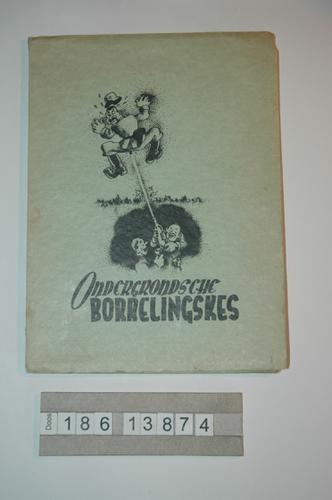 ONDERGRONDSCHE
BORRELINGSKES
Doos 186 13874